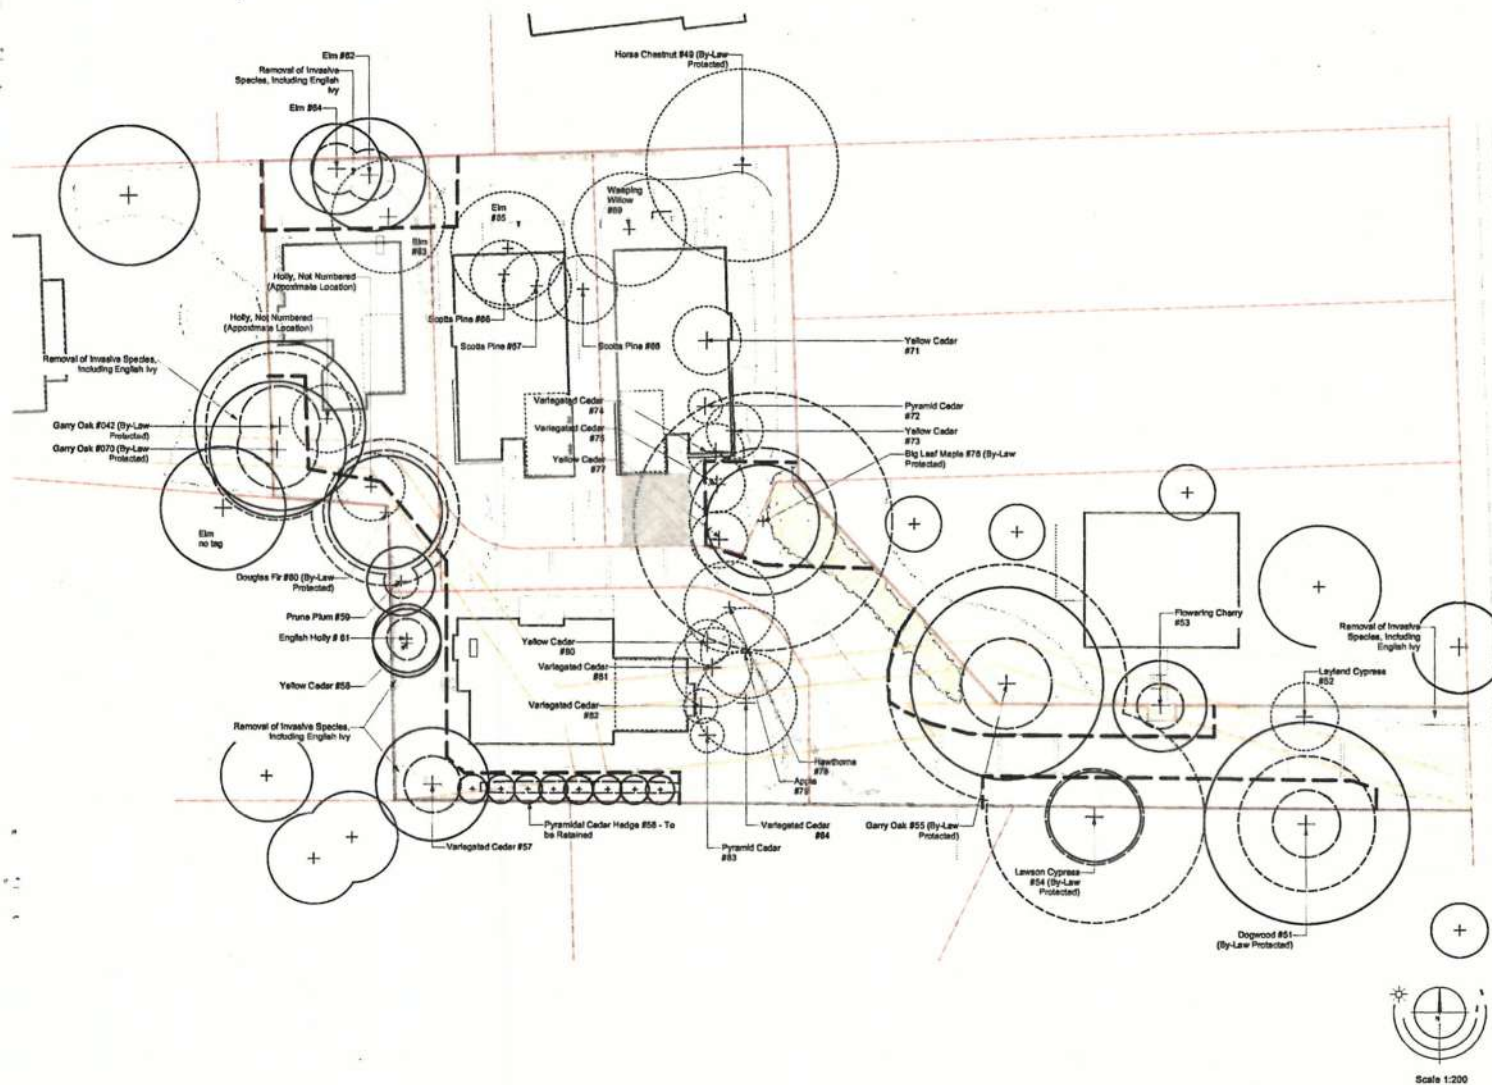 Elm #62
Removal of Invasive
Species, Including English
Ivy
Elm #64
Horse Chestnut #49 (By-Law
Protected)
Weeping
Willow
#69
Elm
#65
Elm
#63
Holly, Not Numbered
(Appoximate Location)
Holly, Not Numbered
(Appoximate Location)
Scotts Pine #66
Scotts Pine #67
Scotts Pine #68
Removal of Invasive Species,
Including English Ivy
Yellow Cedar
#71
Garry Oak #042 (By-Law
Protected)
Garry Oak #070 (By-Law
Protected)
Variegated Cedar
#74
Variegated Cedar
#75
Yellow Cedar
#77
Pyramid Cedar
#72
Yellow Cedar
#73
Big Leaf Maple #76 (By-Law
Protected)
Elm
no tag
Douglas Fir #60 (By-Law
Protected)
Prune Plum #59
English Holly # 61
Yellow Cedar #58
Removal of Invasive Species,
Including English Ivy
Yellow Cedar
#80
Variegated Cedar
#81
Variegated Cedar
#82
Flowering Cherry
#53
Removal of Invasive
Species, Including
English Ivy
Leyland Cypress
#52
Hawthorne
#78
Apple
#79
Variegated Cedar
#84
Pyramid Cedar
#83
Pyramidal Cedar Hedge #56 - To
be Retained
Variegated Cedar #57
Garry Oak #55 (By-Law
Protected)
Lawson Cypress
#54 (By-Law
Protected)
Dogwood #51
(By-Law Protected)
Scale 1:200